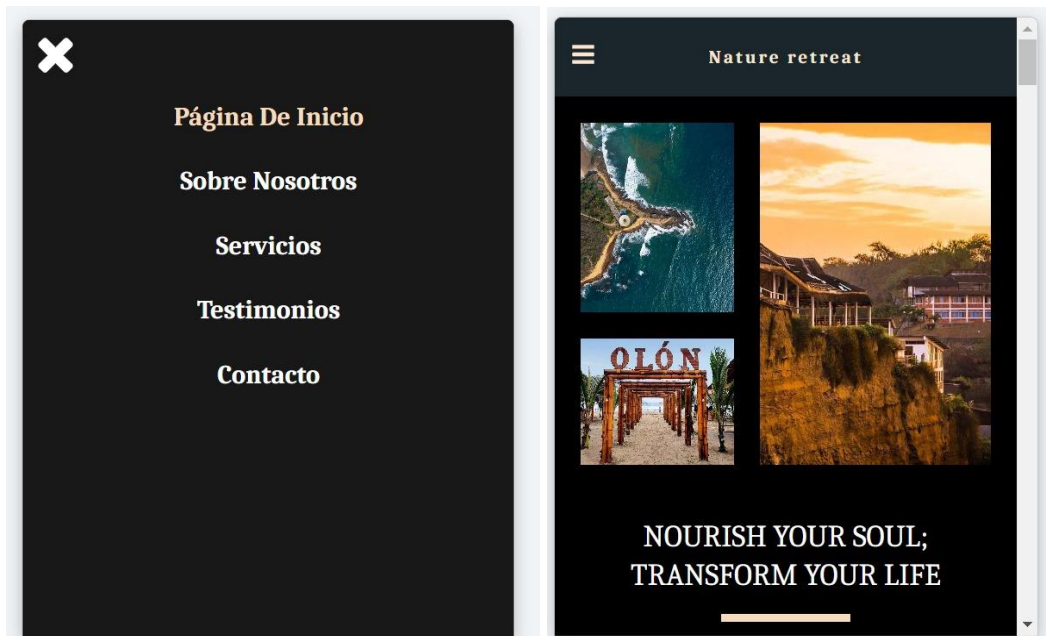 Página De Inicio
Sobre Nosotros
Servicios
Testimonios
Contacto
Nature retreat
OLÓN
NOURISH YOUR SOUL;
TRANSFORM YOUR LIFE